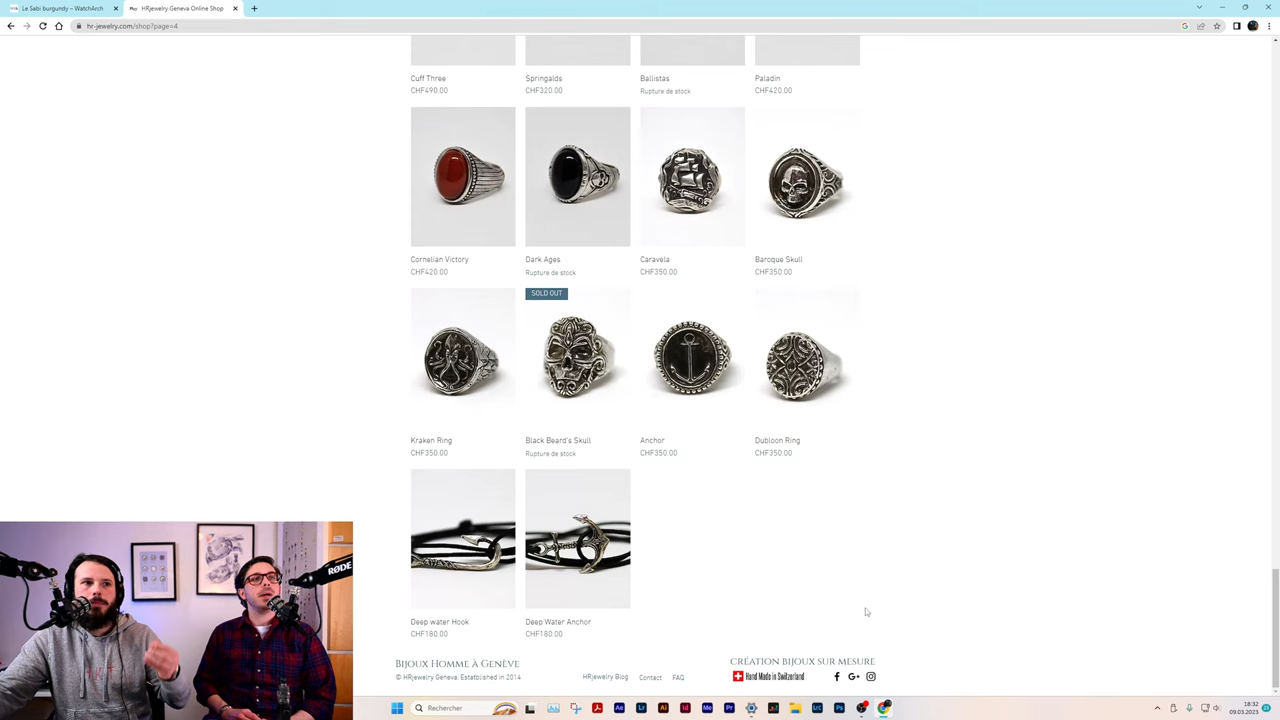 Le Sabi burgundy – WatchArch
HRjewelry Geneva Online Shop
hr-jewelry.com/shop?page=4
Cuff Three
Springalds
Ballistas
Paladin
CHF490.00
CHF320.00
Rupture de stock
CHF420.00
Cornelian Victory
Dark Ages
Caravela
Baroque Skull
CHF420.00
Rupture de stock
CHF350.00
CHF350.00
SOLD OUT
Kraken Ring
Black Beard's Skull
Anchor
Dubloon Ring
CHF350.00
Rupture de stock
CHF350.00
CHF350.00
RØDE
Deep water Hook
Deep Water Anchor
CHF180.00
CHF180.00
BIJOUX HOMME À GENÈVE
CRÉATION BIJOUX SUR MESURE
© HRjewelry Geneva. Estatblished in 2014
HRjewelry Blog
Contact
FAQ
Hand Made in Switzerland
Rechercher
18:32
09.03.2023